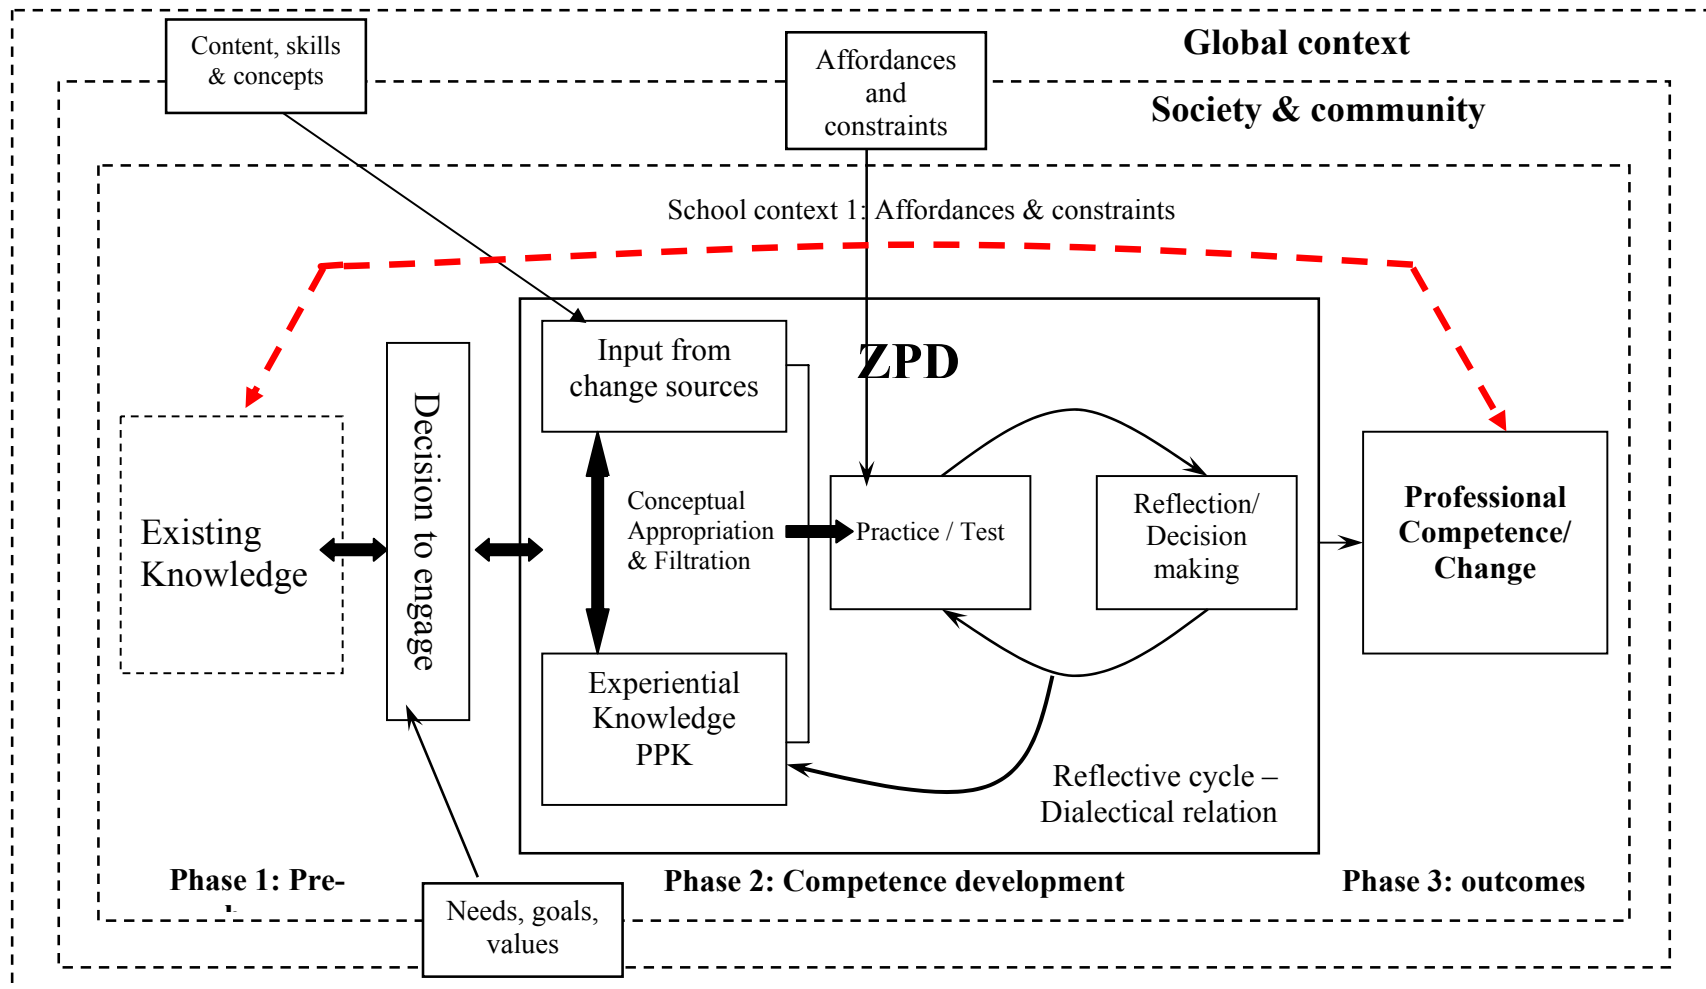 Content, skills
& concepts
Affordances
and
constraints
Global context
Society & community
School context 1: Affordances & constraints
Input from
change sources
ZPD
Decision to engage
Existing
Knowledge
Conceptual
Appropriation
& Filtration
Practice / Test
Reflection/
Decision
making
Professional
Competence/
Change
Experiential
Knowledge
PPK
Reflective cycle –
Dialectical relation
Phase 1: Pre-
Phase 2: Competence development
Phase 3: outcomes
Needs, goals,
values